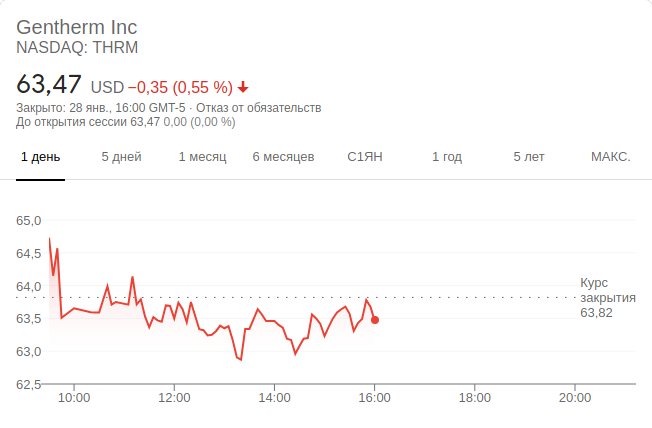 Gentherm Inc
NASDAQ: THRM
63,47 USD −0,35 (0,55 %)
Закрыто: 28 янв., 16:00 GMT-5 · Отказ от обязательств
До открытия сессии 63,47 0,00 (0,00 %)
1 день 5 дней 1 месяц 6 месяцев С1ЯН 1 год 5 лет МАКС.
65,0
64,5
64,0
63,5
63,0
62,5
Курс
закрытия
63,82
10:00 12:00 14:00 16:00 18:00 20:00